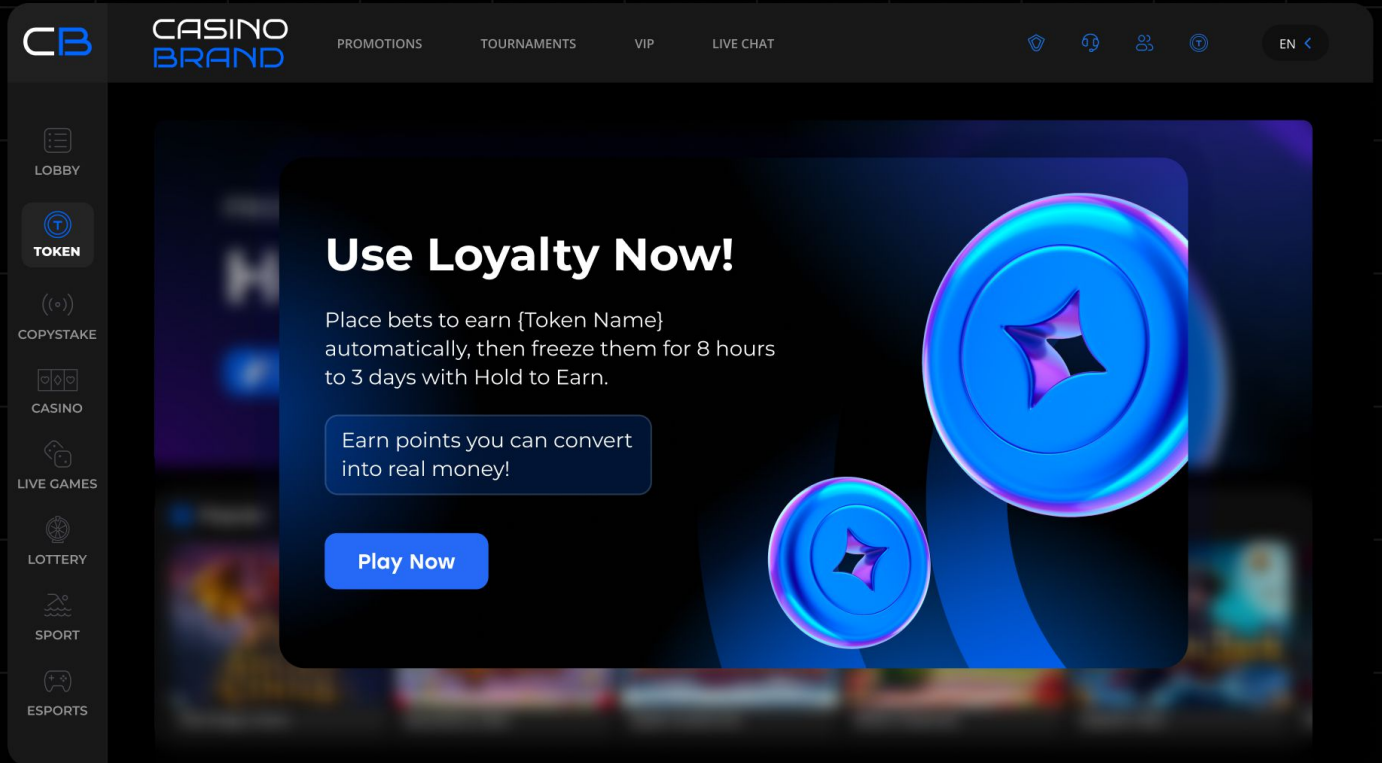 CB
CASINO
BRAND
PROMOTIONS
TOURNAMENTS
VIP
LIVE CHAT
EN
LOBBY
TOKEN
COPYSTAKE
CASINO
LIVE GAMES
LOTTERY
SPORT
ESPORTS
Use Loyalty Now!
Place bets to earn {Token Name}
automatically, then freeze them for 8 hours
to 3 days with Hold to Earn.
Earn points you can convert
into real money!
Play Now